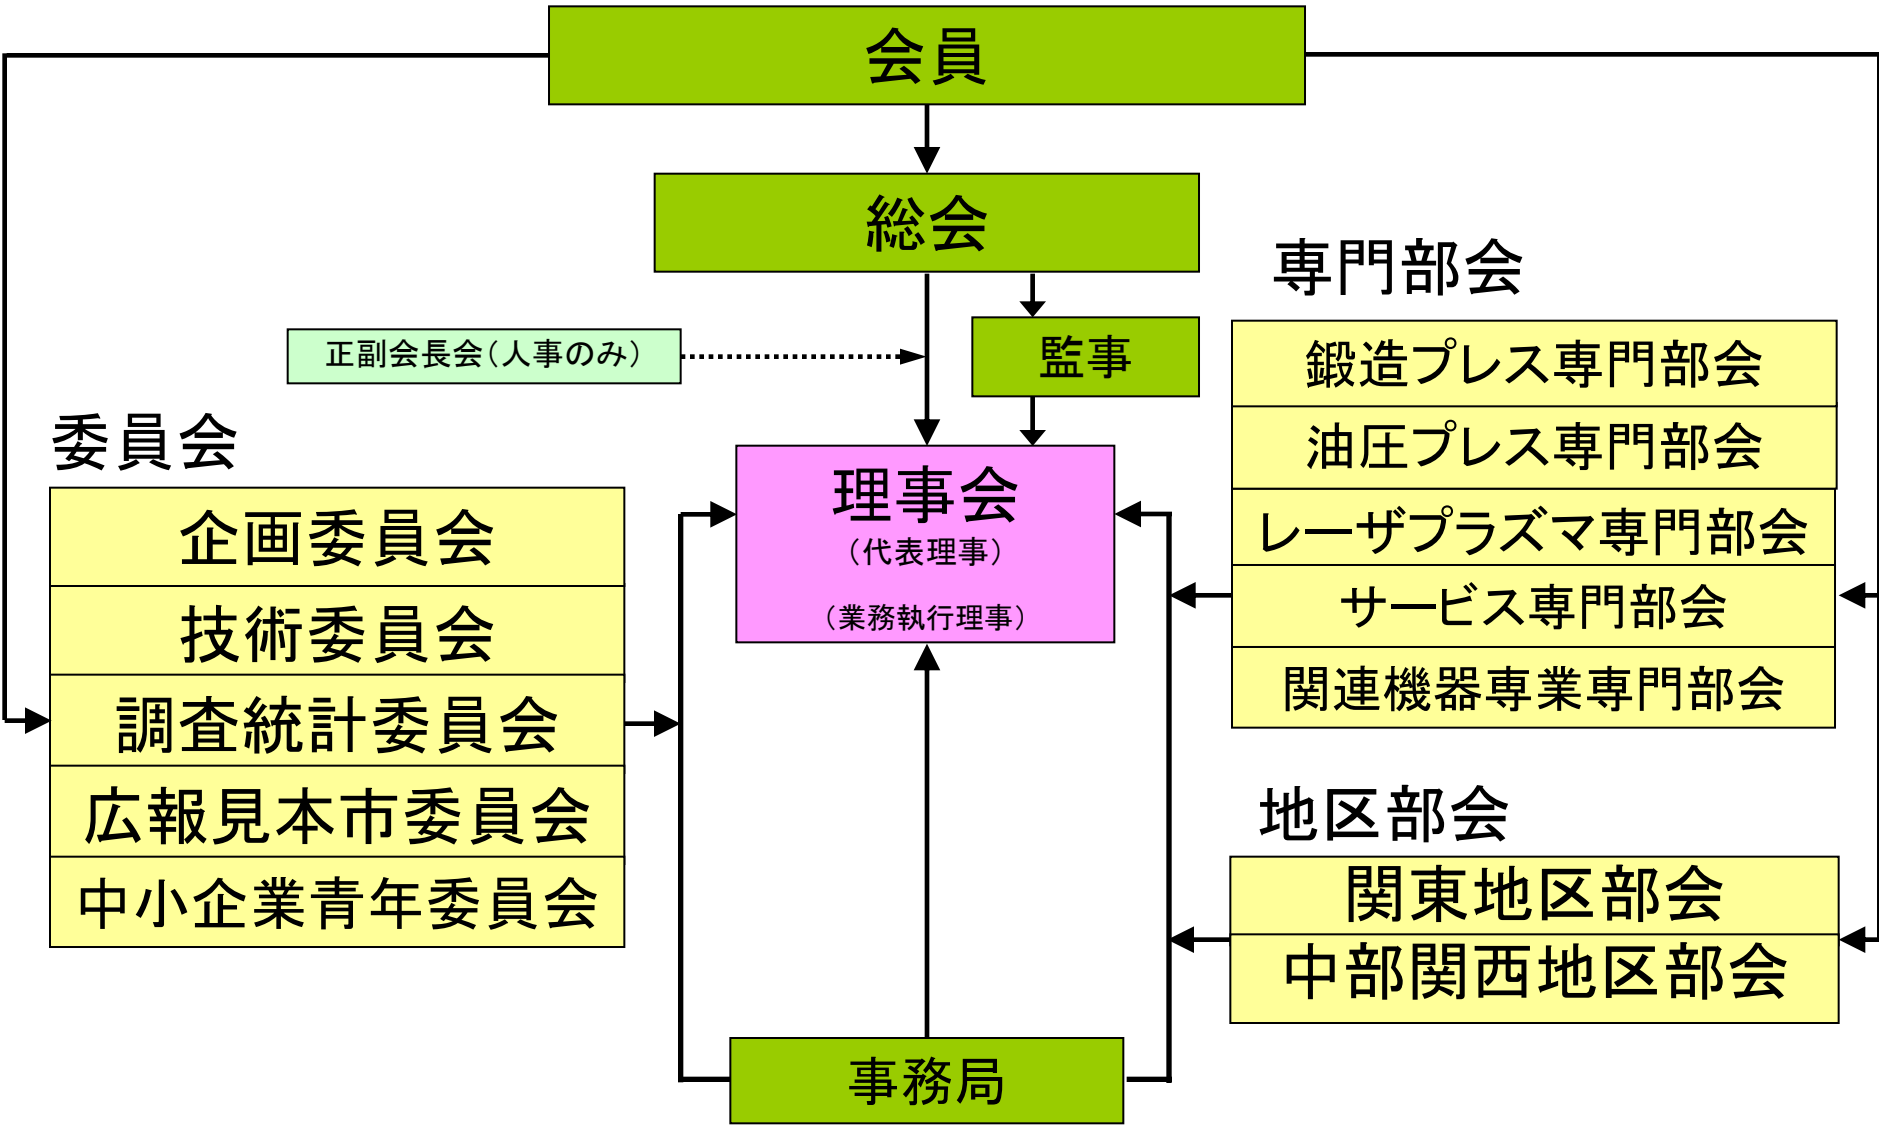 会員
総会
正副会長会（人事のみ）
監事
委員会
企画委員会
技術委員会
調査統計委員会
広報見本市委員会
中小企業青年委員会
理事会
（代表理事）
（業務執行理事）
専門部会
鍛造プレス専門部会
油圧プレス専門部会
レーザプラズマ専門部会
サービス専門部会
関連機器専業専門部会
地区部会
関東地区部会
中部関西地区部会
事務局